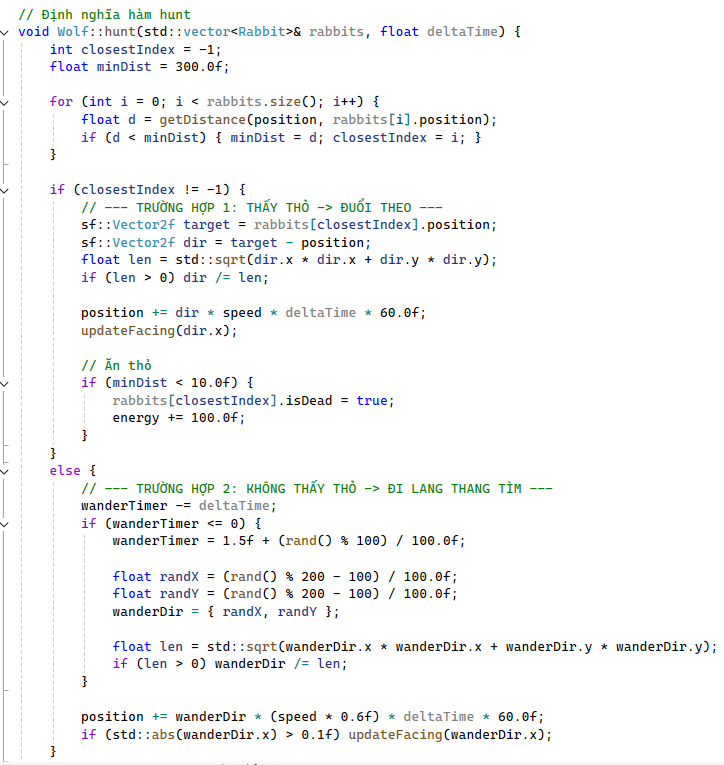 // Định nghĩa hàm hunt
void Wolf::hunt(std::vector<Rabbit>& rabbits, float deltaTime) {
    int closestIndex = -1;
    float minDist = 300.0f;

    for (int i = 0; i < rabbits.size(); i++) {
        float d = getDistance(position, rabbits[i].position);
        if (d < minDist) { minDist = d; closestIndex = i; }
    }

    if (closestIndex != -1) {
        // --- TRƯỜNG HỢP 1: THẤY THỎ -> ĐUỔI THEO ---
        sf::Vector2f target = rabbits[closestIndex].position;
        sf::Vector2f dir = target - position;
        float len = std::sqrt(dir.x * dir.x + dir.y * dir.y);
        if (len > 0) dir /= len;

        position += dir * speed * deltaTime * 60.0f;
        updateFacing(dir.x);

        // Ăn thỏ
        if (minDist < 10.0f) {
            rabbits[closestIndex].isDead = true;
            energy += 100.0f;
        }
    }
    else {
        // --- TRƯỜNG HỢP 2: KHÔNG THẤY THỎ -> ĐI LANG THANG TÌM ---
        wanderTimer -= deltaTime;
        if (wanderTimer <= 0) {
            wanderTimer = 1.5f + (rand() % 100) / 100.0f;

            float randX = (rand() % 200 - 100) / 100.0f;
            float randY = (rand() % 200 - 100) / 100.0f;
            wanderDir = { randX, randY };

            float len = std::sqrt(wanderDir.x * wanderDir.x + wanderDir.y * wanderDir.y);
            if (len > 0) wanderDir /= len;
        }

        position += wanderDir * (speed * 0.6f) * deltaTime * 60.0f;
        if (std::abs(wanderDir.x) > 0.1f) updateFacing(wanderDir.x);
    }